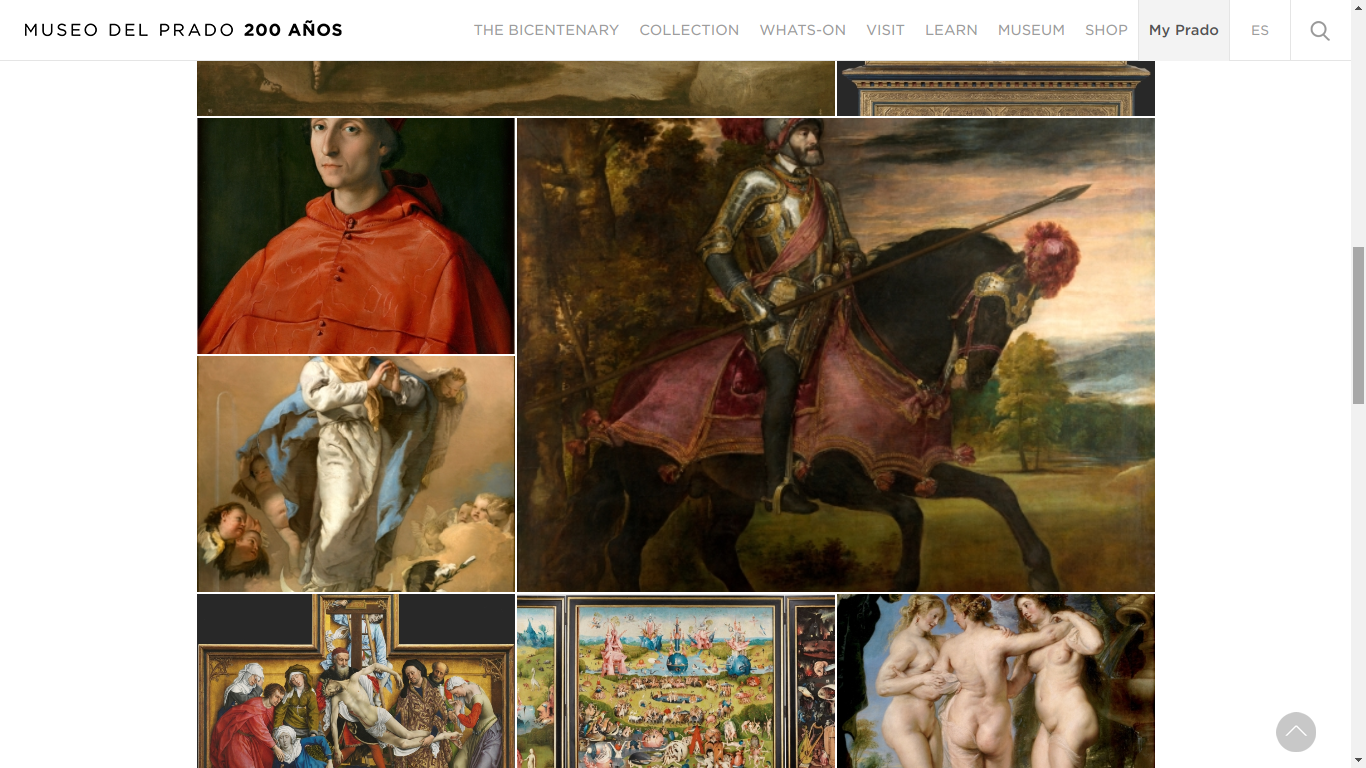 MUSEO DEL PRADO 200 AÑOS
THE BICENTENARY COLLECTION WHATS-ON VISIT LEARN MUSEUM SHOP My Prado ES